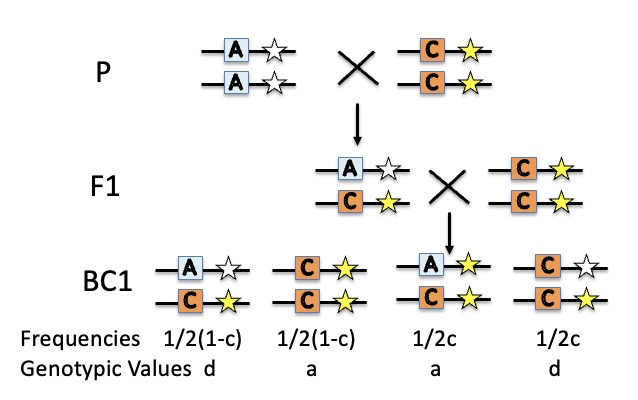 A C
P
A C
A C
F1
C C
A C A C
BC1
C C C C
Frequencies 1/2(1-c) 1/2(1-c) 1/2c 1/2c
Genotypic Values d a a d